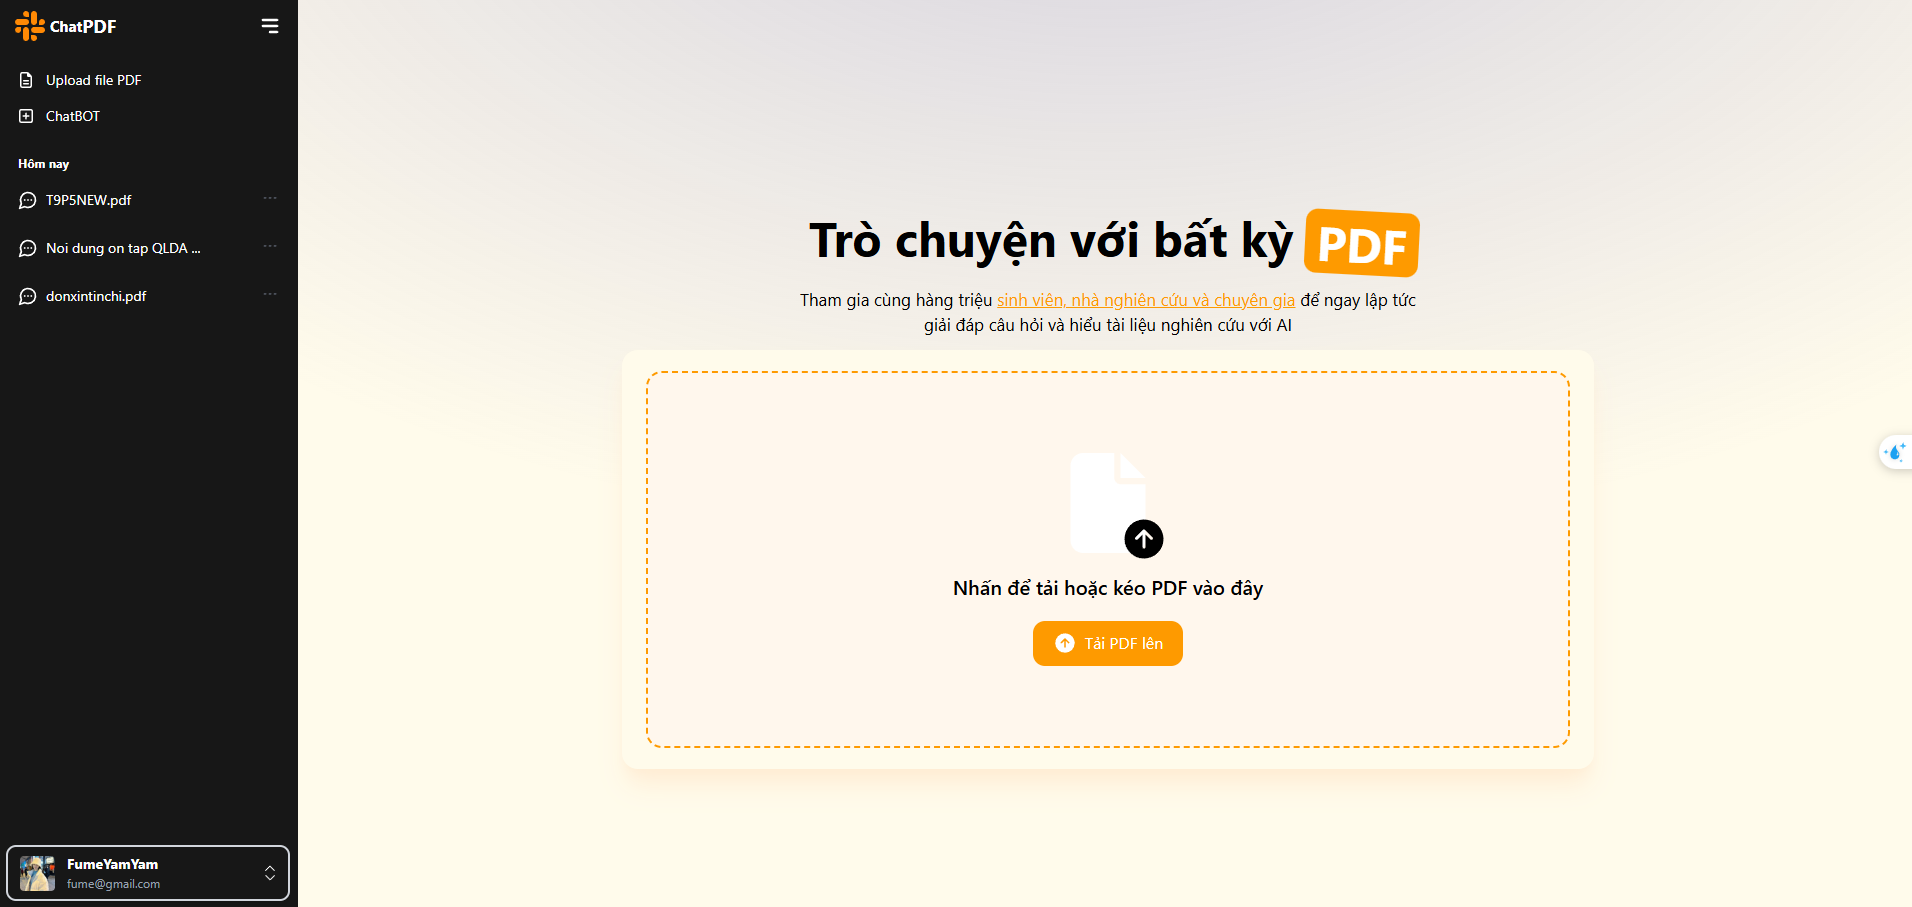 ChatPDF
Upload file PDF
ChatBOT
Hôm nay
T9P5NEW.pdf
Noi dung on tap QLDA ...
donxintinchi.pdf
FumeYamYam
fume@gmail.com
Trò chuyện với bất kỳ PDF
Tham gia cùng hàng triệu sinh viên, nhà nghiên cứu và chuyên gia để ngay lập tức
giải đáp câu hỏi và hiểu tài liệu nghiên cứu với AI
Nhấn để tải hoặc kéo PDF vào đây
Tải PDF lên